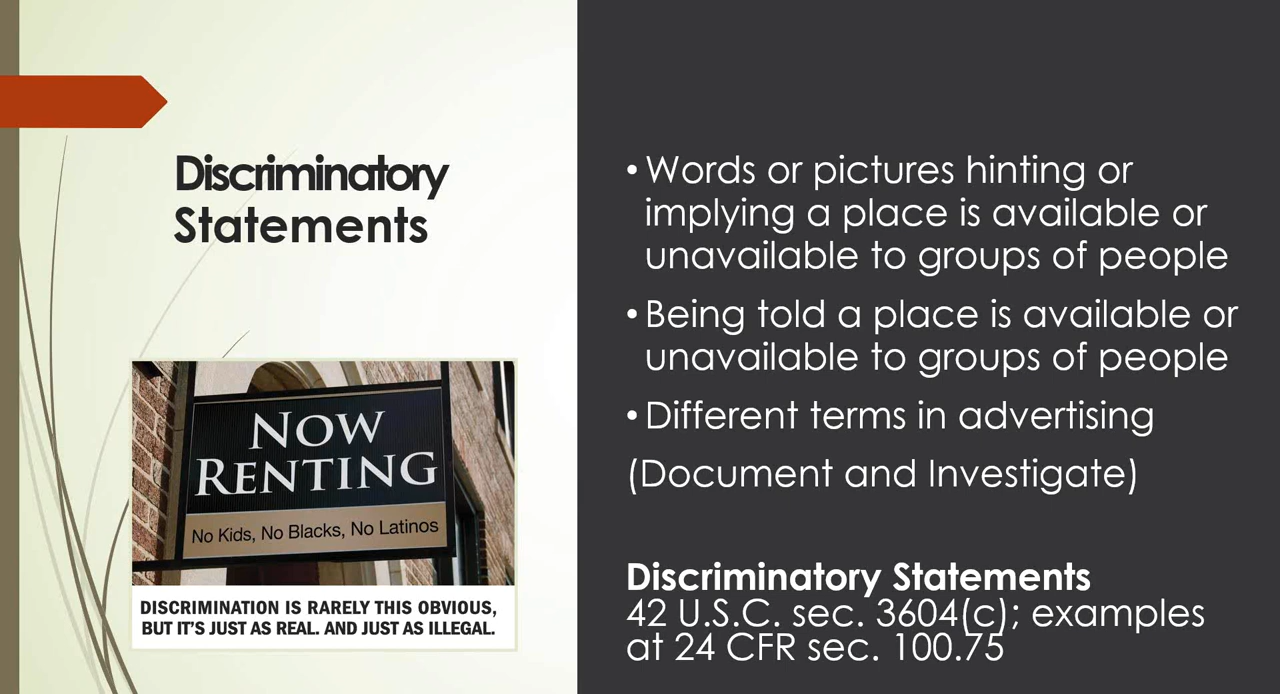 Discriminatory
Statements
NOW
RENTING
No Kids, No Blacks, No Latinos
DISCRIMINATION IS RARELY THIS OBVIOUS,
BUT IT'S JUST AS REAL. AND JUST AS ILLEGAL.
• Words or pictures hinting or
implying a place is available or
unavailable to groups of people
• Being told a place is available or
unavailable to groups of people
• Different terms in advertising
(Document and Investigate)
Discriminatory Statements
42 U.S.C. sec. 3604(c); examples
at 24 CFR sec. 100.75